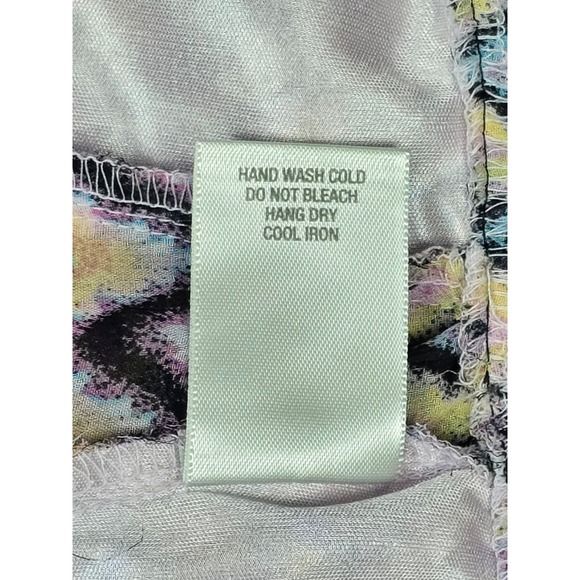 HAND WASH COLD
DO NOT BLEACH
HANG DRY
COOL IRON